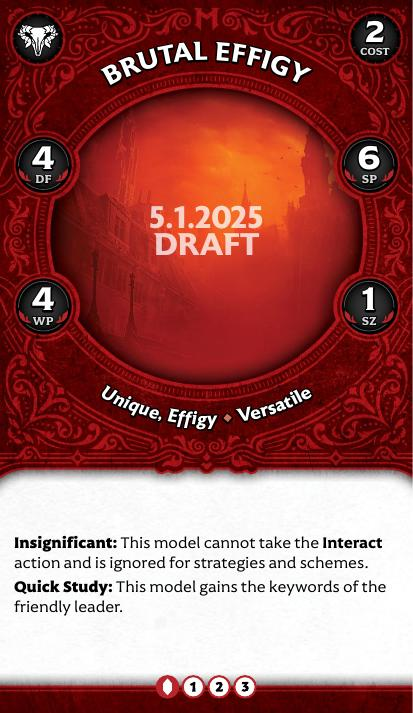 BRUTAL EFFIGY
2
COST
4
DF
6
SP
5.1.2025
DRAFT
4
WP
1
SZ
Unique, Effigy ◆ Versatile
Insignificant: This model cannot take the Interact
action and is ignored for strategies and schemes.
Quick Study: This model gains the keywords of the
friendly leader.
1 2 3